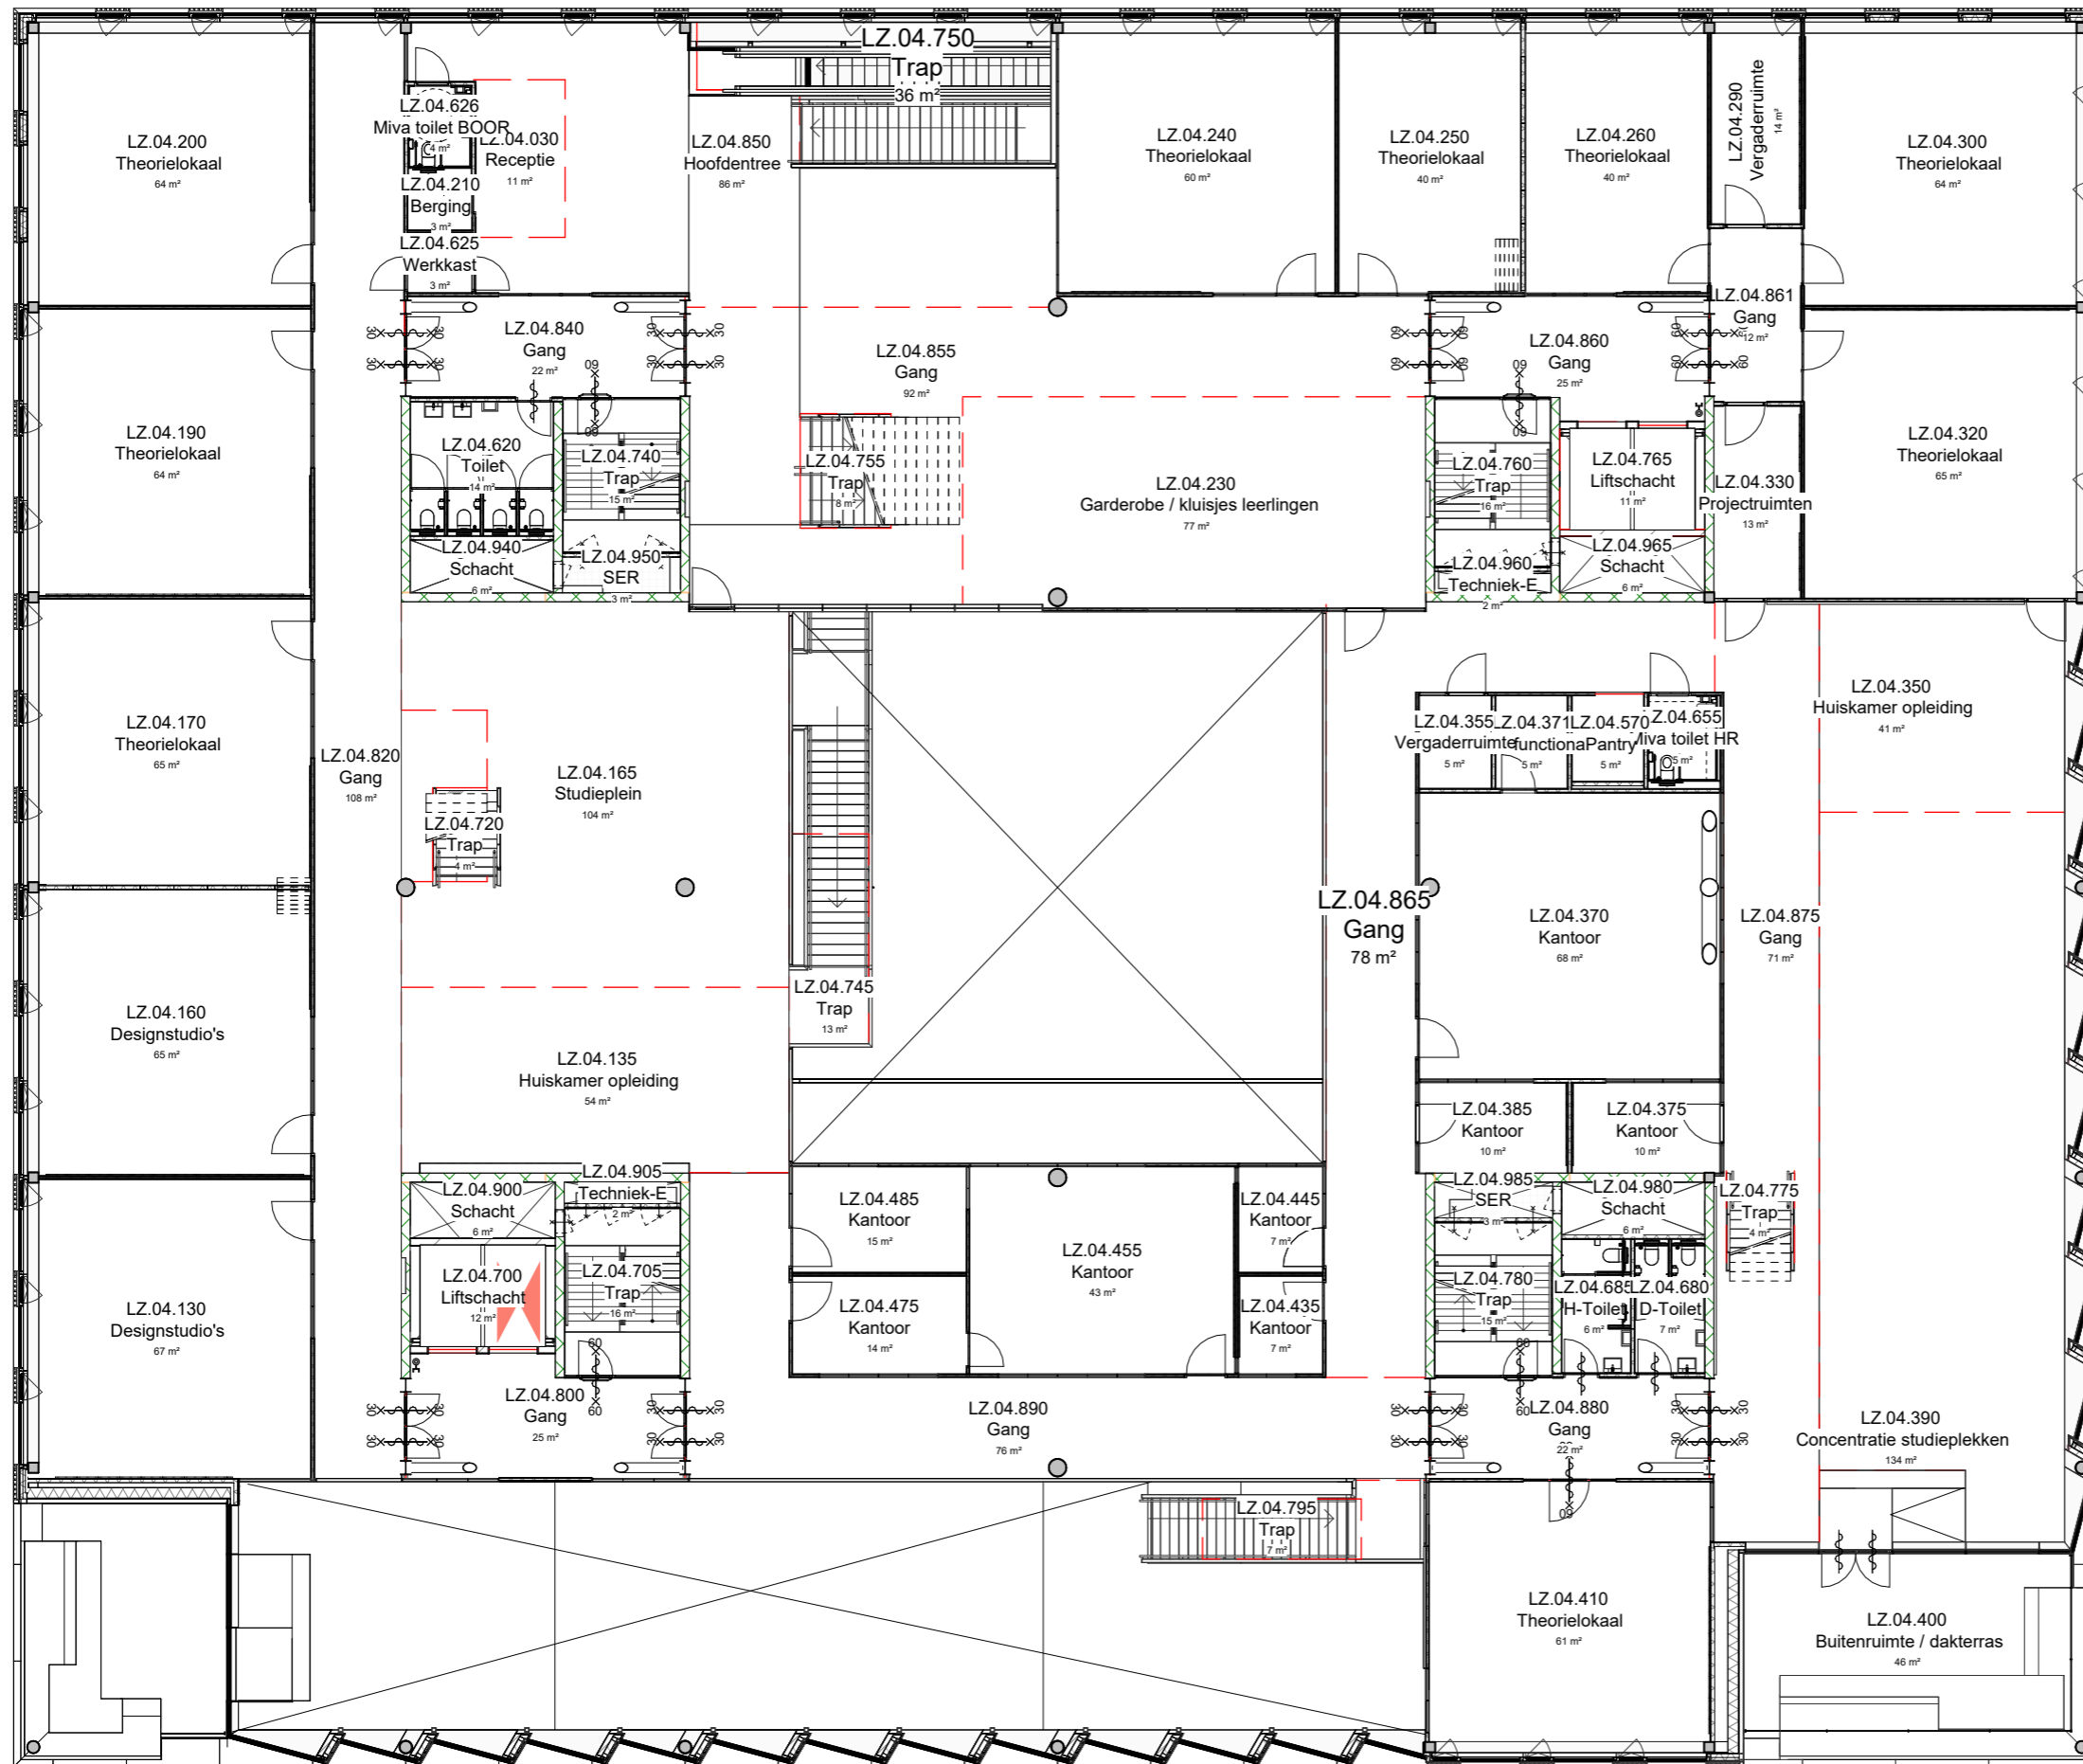 LZ.04.750
Trap
36 m²
LZ.04.200
Theorielokaal
64 m²
LZ.04.626
Miva toilet BOOR
4 m²
LZ.04.030
Receptie
11 m²
LZ.04.210
Berging
3 m²
LZ.04.625
Werkkast
3 m²
LZ.04.850
Hoofdentree
86 m²
LZ.04.240
Theorielokaal
60 m²
LZ.04.250
Theorielokaal
40 m²
LZ.04.260
Theorielokaal
40 m²
LZ.04.290
Vergaderruimte
14 m²
LZ.04.300
Theorielokaal
64 m²
LZ.04.840
Gang
22 m²
LZ.04.855
Gang
92 m²
LZ.04.860
Gang
25 m²
LZ.04.861
Gang
12 m²
LZ.04.190
Theorielokaal
64 m²
LZ.04.620
Toilet
14 m²
LZ.04.740
Trap
15 m²
LZ.04.755
Trap
8 m²
LZ.04.230
Garderobe / kluisjes leerlingen
77 m²
LZ.04.760
Trap
16 m²
LZ.04.765
Liftschacht
11 m²
LZ.04.330
Projectruimten
13 m²
LZ.04.320
Theorielokaal
65 m²
LZ.04.940
Schacht
6 m²
LZ.04.950
SER
3 m²
LZ.04.960
Techniek-E
2 m²
LZ.04.965
Schacht
6 m²
LZ.04.170
Theorielokaal
65 m²
LZ.04.820
Gang
108 m²
LZ.04.165
Studieplein
104 m²
LZ.04.720
Trap
4 m²
LZ.04.355
Vergaderruimte
5 m²
LZ.04.371
functiona
5 m²
LZ.04.570
Pantry
5 m²
Z.04.655
Miva toilet HR
5 m²
LZ.04.350
Huiskamer opleiding
41 m²
LZ.04.865
Gang
78 m²
LZ.04.370
Kantoor
68 m²
LZ.04.875
Gang
71 m²
LZ.04.160
Designstudio's
65 m²
LZ.04.745
Trap
13 m²
LZ.04.135
Huiskamer opleiding
54 m²
LZ.04.385
Kantoor
10 m²
LZ.04.375
Kantoor
10 m²
LZ.04.900
Schacht
6 m²
LZ.04.905
Techniek-E
2 m²
LZ.04.485
Kantoor
15 m²
LZ.04.445
Kantoor
7 m²
LZ.04.985
SER
3 m²
LZ.04.980
Schacht
6 m²
LZ.04.775
Trap
4 m²
LZ.04.130
Designstudio's
67 m²
LZ.04.700
Liftschacht
12 m²
LZ.04.705
Trap
16 m²
LZ.04.475
Kantoor
14 m²
LZ.04.455
Kantoor
43 m²
LZ.04.435
Kantoor
7 m²
LZ.04.780
Trap
15 m²
LZ.04.685
H-Toilet
6 m²
LZ.04.680
D-Toilet
7 m²
LZ.04.800
Gang
25 m²
LZ.04.890
Gang
76 m²
LZ.04.880
Gang
22 m²
LZ.04.390
Concentratie studieplekken
134 m²
LZ.04.795
Trap
7 m²
LZ.04.410
Theorielokaal
61 m²
LZ.04.400
Buitenruimte / dakterras
46 m²